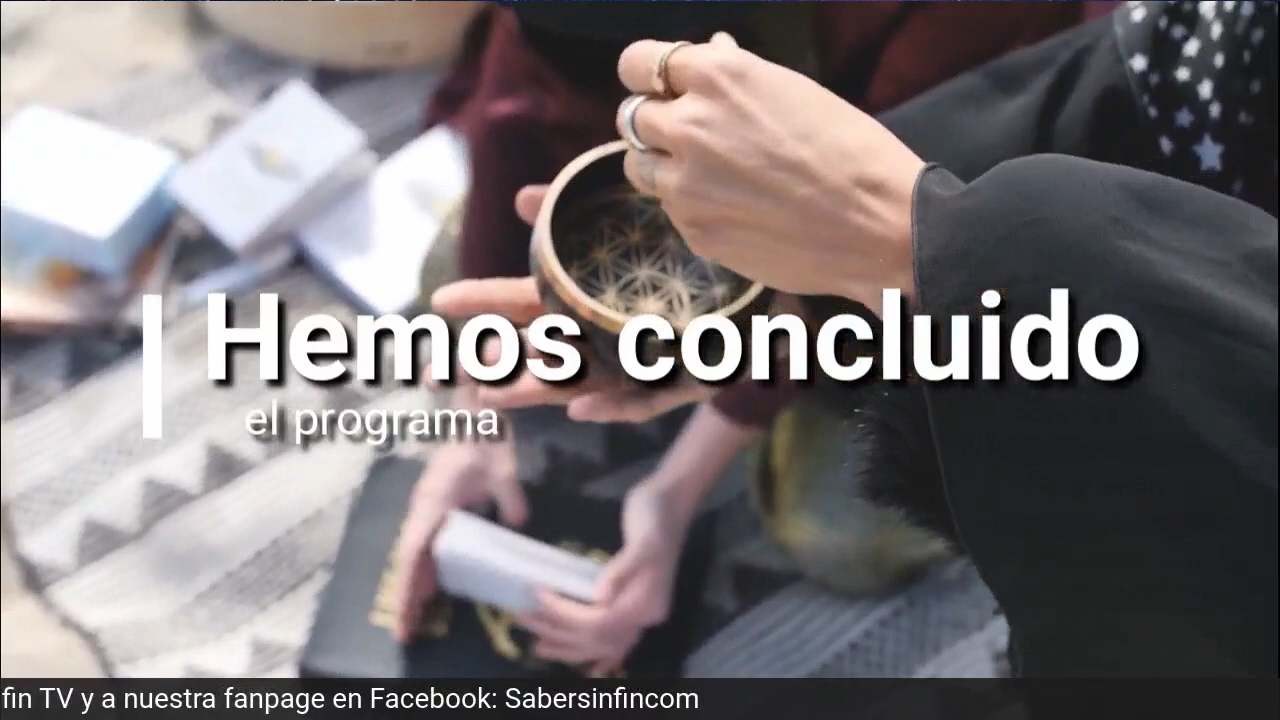 Hemos concluido
el programa
fin TV y a nuestra fanpage en Facebook: Sabersinfincom